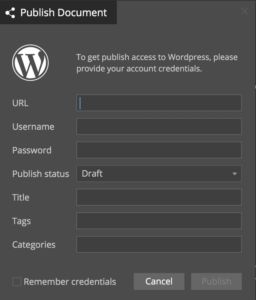 Publish Document
To get publish access to Wordpress, please
provide your account credentials.
URL
Username
Password
Publish status Draft
Title
Tags
Categories
Remember credentials Cancel Publish